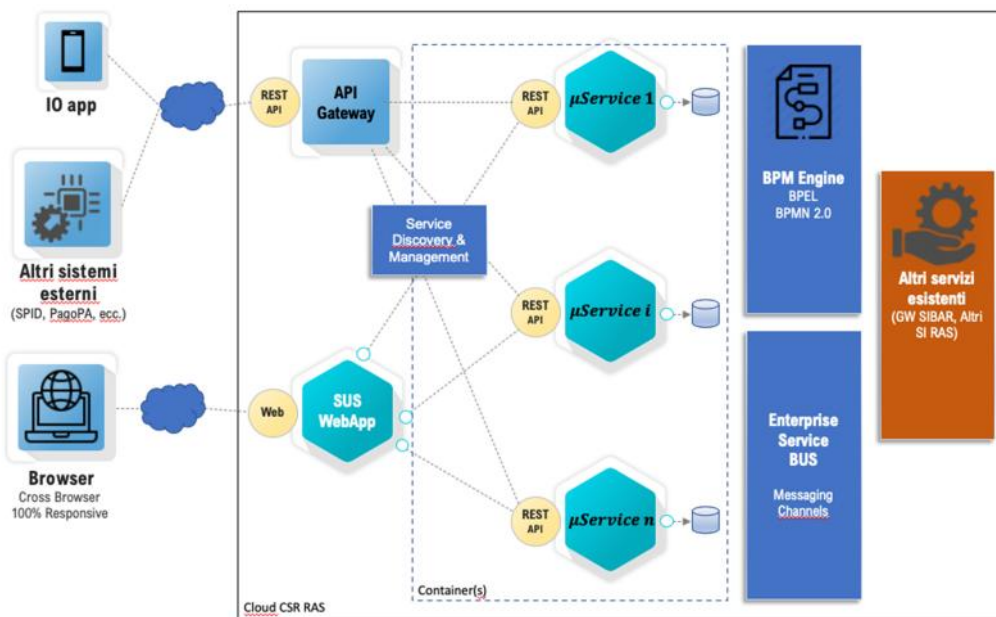 IO app
Altri sistemi
esterni
(SPID, PagoPA, ecc.)
Browser
Cross Browser
100% Responsive
REST
API
API
Gateway
Service
Discovery &
Management
Web
SUS
WebApp
REST
API
μService 1
REST
API
μService i
REST
API
μService n
Container(s)
Cloud CSR RAS
BPM Engine
BPEL
BPMN 2.0
Enterprise
Service
BUS
Messaging
Channels
Altri servizi
esistenti
(GW SIBAR, Altri
SI RAS)